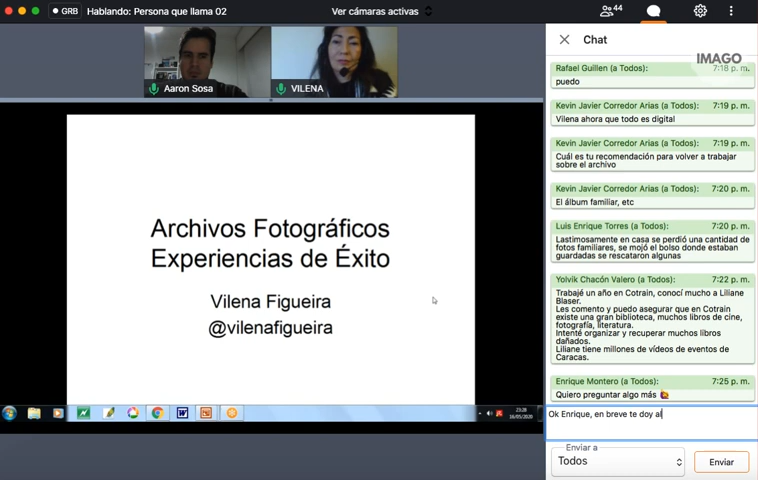 GRB
Hablando: Persona que llama 02
Ver cámaras activas
44
Chat
IMAGO
Aaron Sosa
VILENA
Archivos Fotográficos
Experiencias de Éxito
Vilena Figueira
@vilenafigueira
23:28
16/05/2020
Rafael Guillen (a Todos): 7:18 p. m.
puedo
Kevin Javier Corredor Arias (a Todos): 7:19 p. m.
Vilena ahora que todo es digital
Kevin Javier Corredor Arias (a Todos): 7:19 p. m.
Cuál es tu recomendación para volver a trabajar
sobre el archivo
Kevin Javier Corredor Arias (a Todos): 7:20 p. m.
El álbum familiar, etc
Luis Enrique Torres (a Todos): 7:20 p. m.
Lastimosamente en casa se perdió una cantidad de
fotos familiares, se mojó el bolso donde estaban
guardadas se rescataron algunas
Yolvik Chacón Valero (a Todos): 7:22 p. m.
Trabajé un año en Cotrain, conocí mucho a Liliane
Blaser.
Les comento y puedo asegurar que en Cotrain
existe una gran biblioteca, muchos libros de cine,
fotografía, literatura.
Intenté organizar y recuperar muchos libros
dañados.
Liliane tiene millones de vídeos de eventos de
Caracas.
Enrique Montero (a Todos): 7:25 p. m.
Quiero preguntar algo más 🙋
Ok Enrique, en breve te doy al
Enviar a
Todos
Enviar